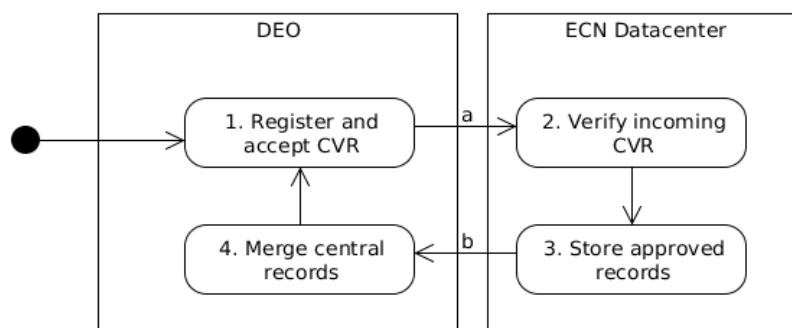 DEO
ECN Datacenter
1. Register and
accept CVR
a
2. Verify incoming
CVR
4. Merge central
records
b
3. Store approved
records